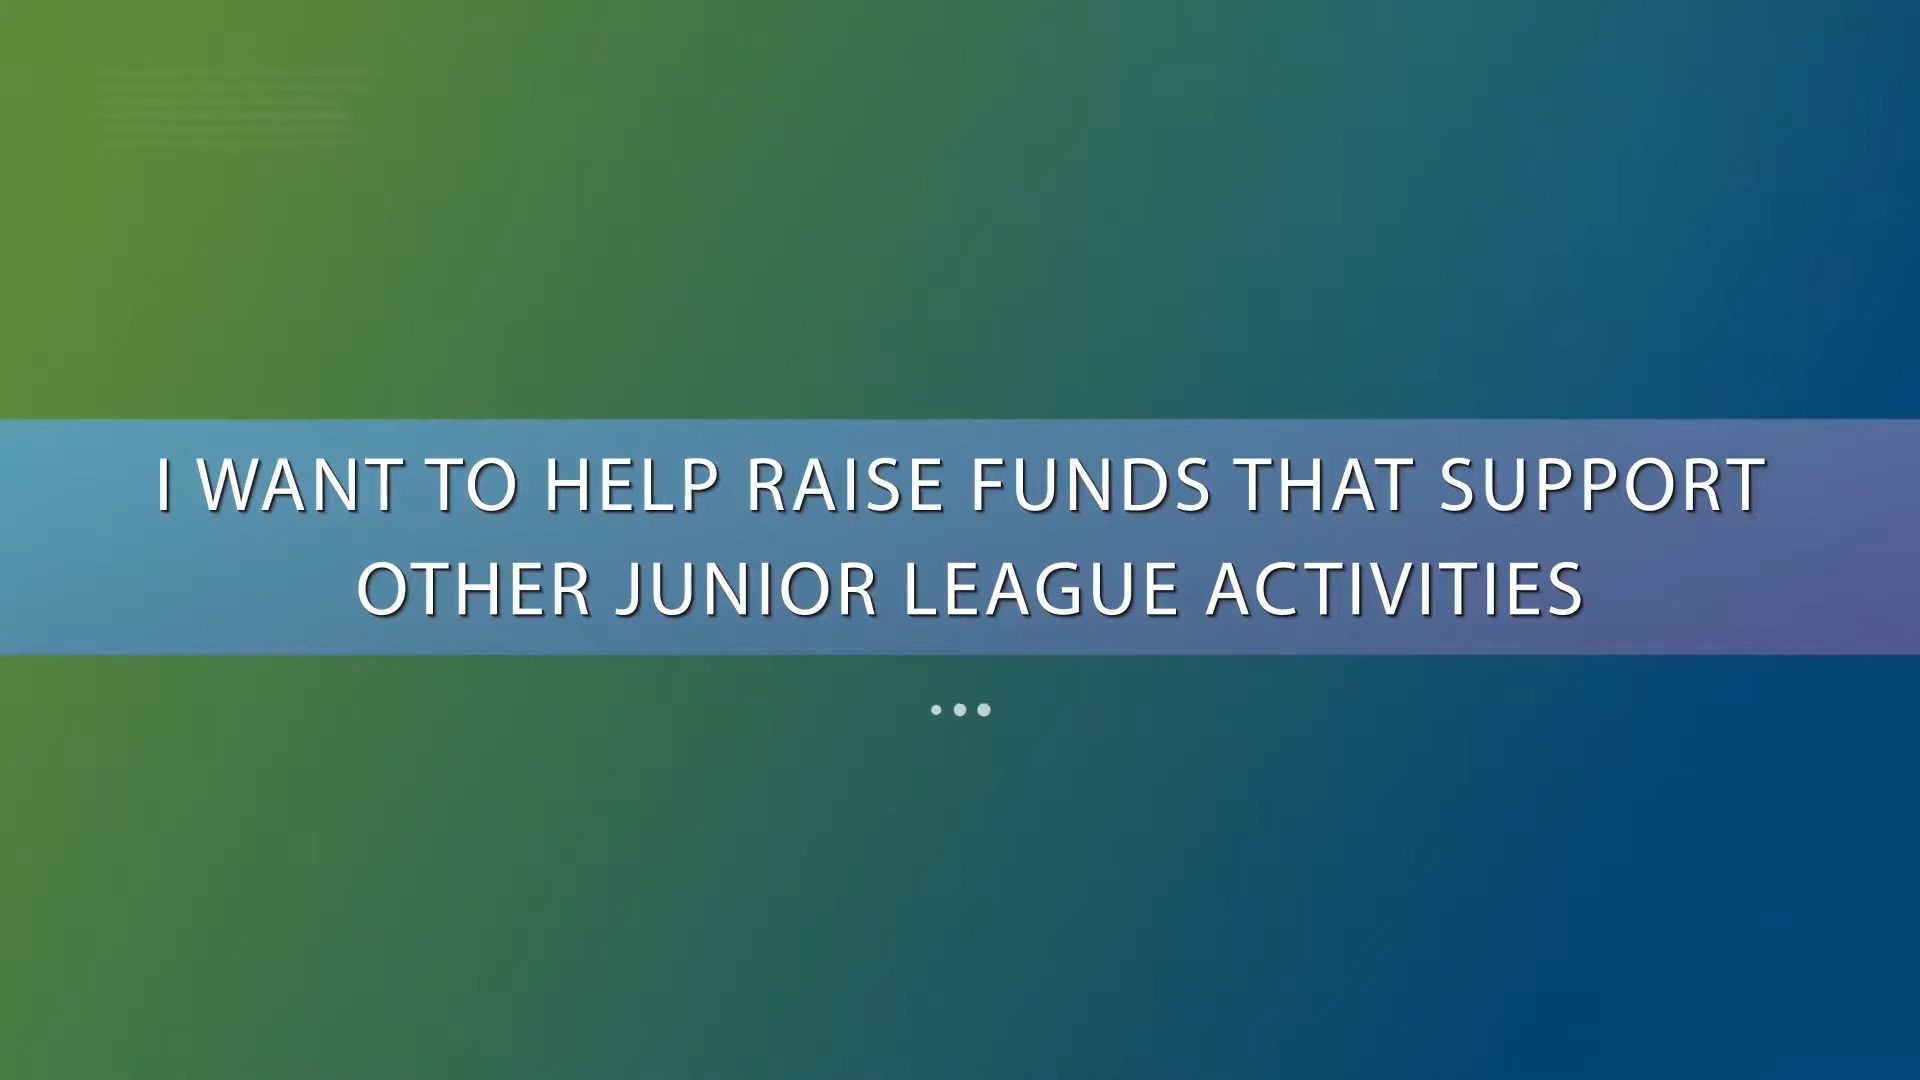 I WANT TO HELP RAISE FUNDS THAT SUPPORT
OTHER JUNIOR LEAGUE ACTIVITIES